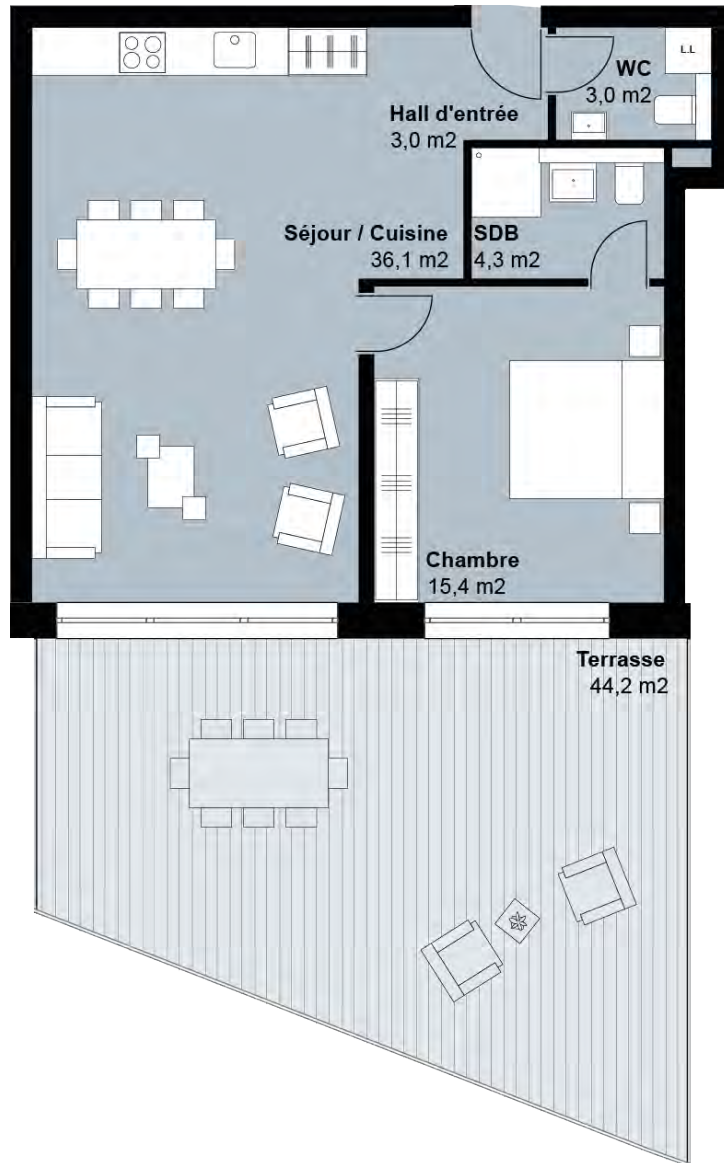 L.L
WC
3,0 m2
Hall d'entrée
3,0 m2
Séjour / Cuisine
36,1 m2
SDB
4,3 m2
Chambre
15,4 m2
Terrasse
44,2 m2